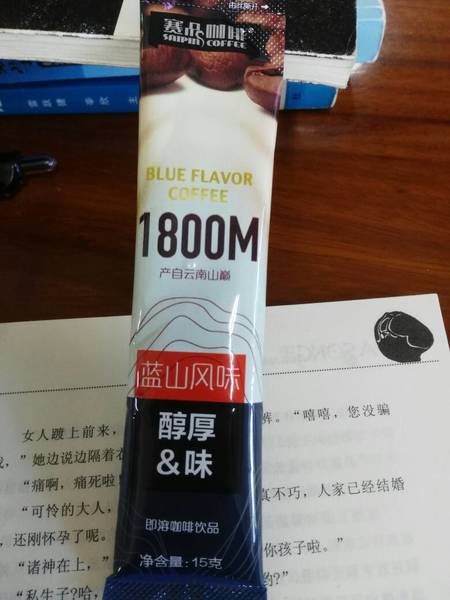 赛品咖啡
SAIPIN COFFEE
BLUE FLAVOR
COFFEE
1800M
产自云南山巅
蓝山风味
醇厚
&味
即溶咖啡饮品
净含量:15克
女人踱上前来,
裤。“嘻嘻,您没骗
,”她边说边隔着衣
“痛啊,痛死啦!
“可怜的大人,
真不巧,人家已经结婚
,还刚怀孕了呢。
你孩子啦。”
“诸神在上,”
“私生子?哈,
的?”